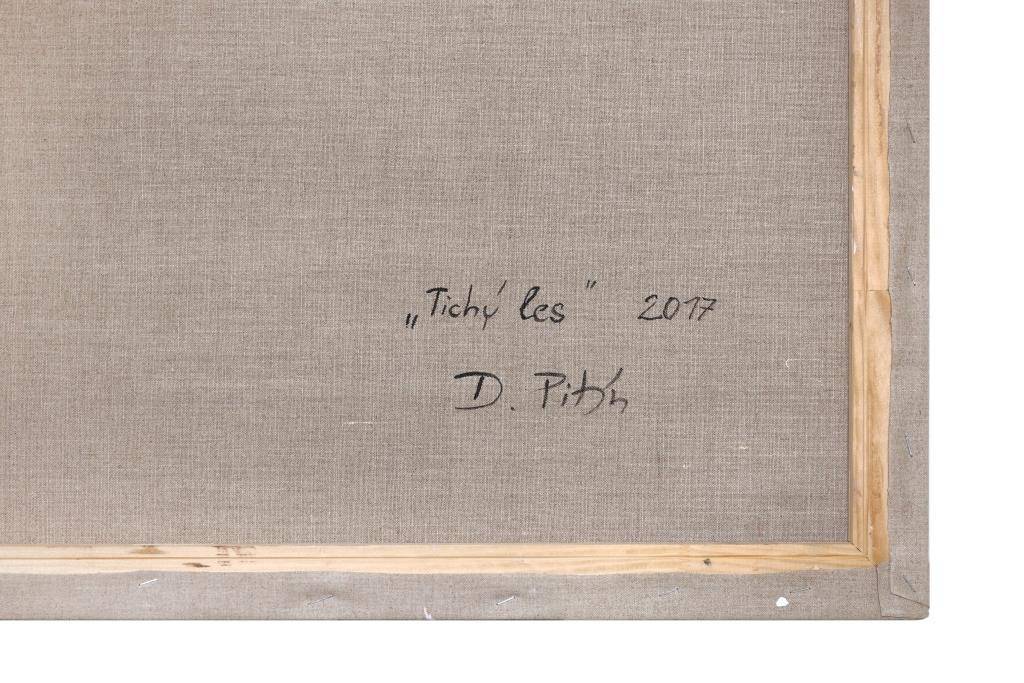 „Tichý les" 2017
D. Pitín